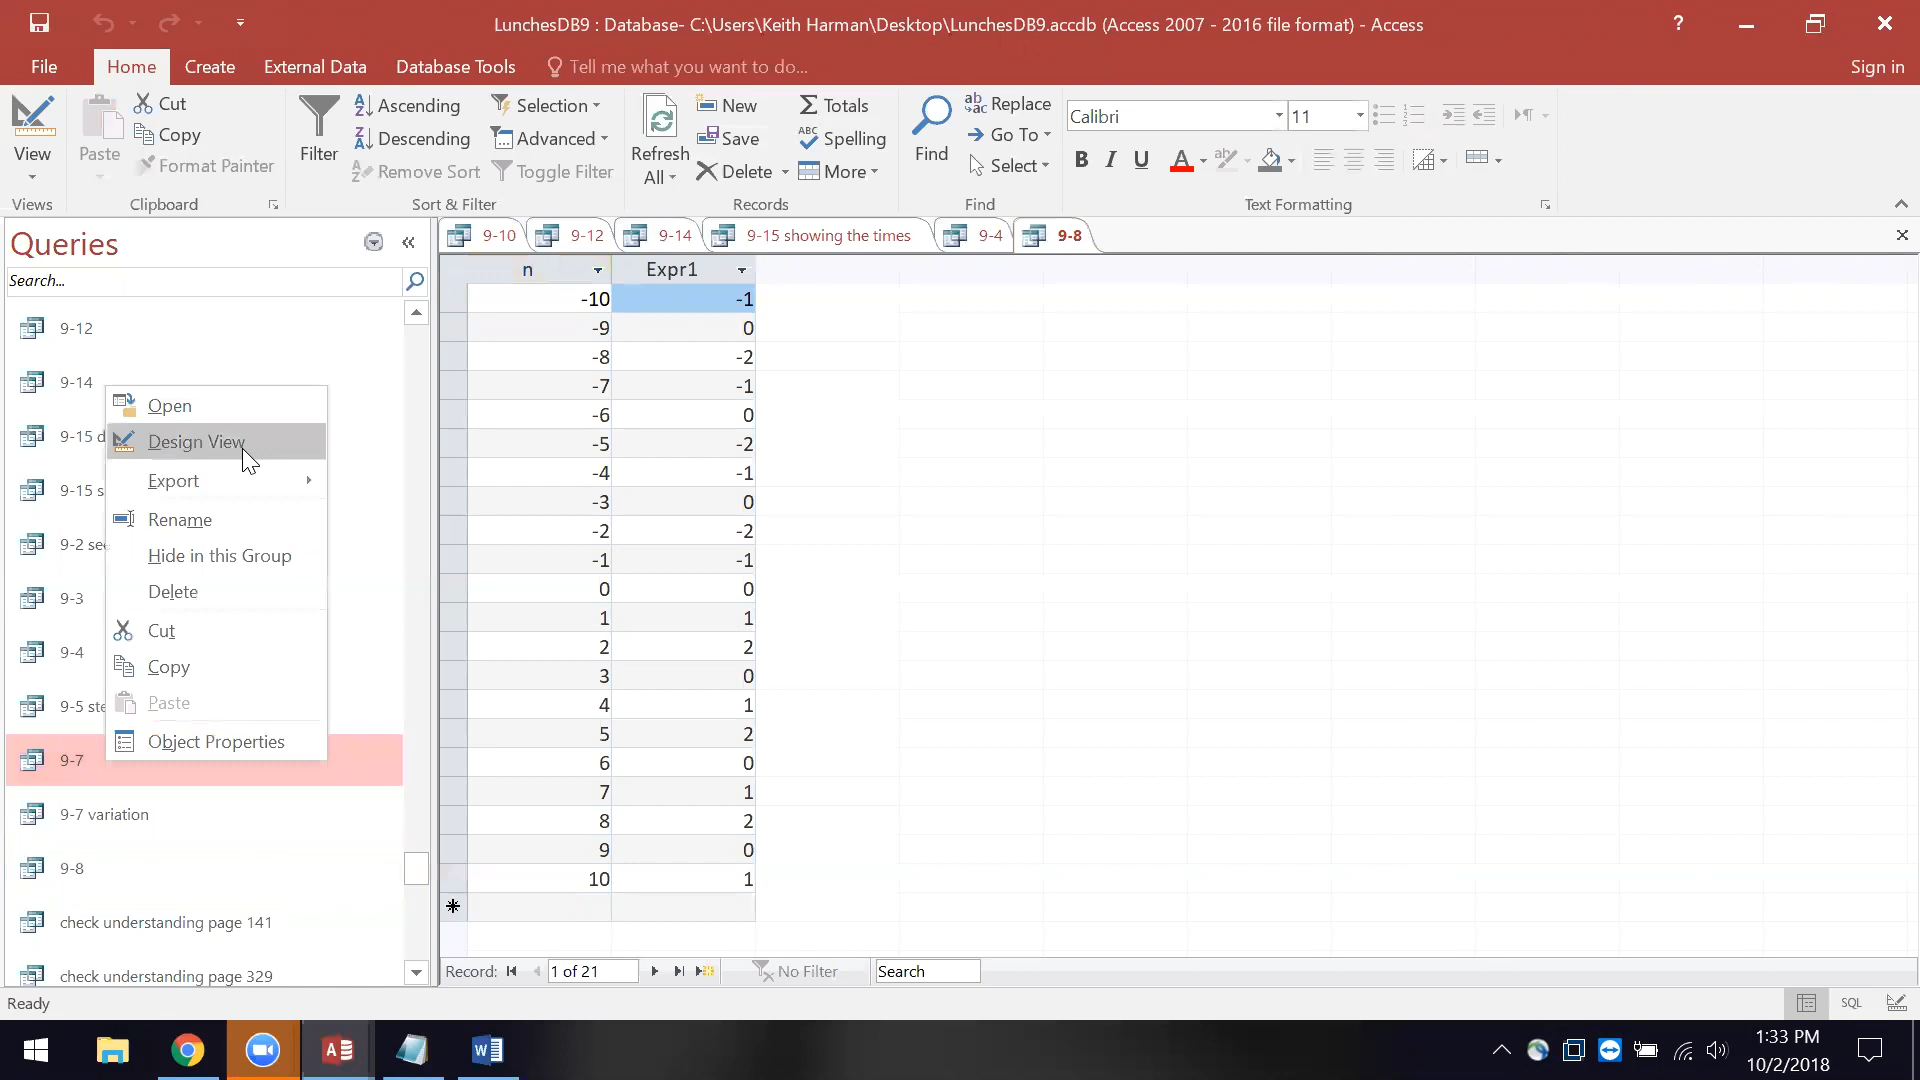 LunchesDB9 : Database- C:\Users\Keith Harman\Desktop\LunchesDB9.accdb (Access 2007 - 2016 file format) - Access
?
File Home Create External Data Database Tools Tell me what you want to do... Sign in
View
Views
Paste
Cut
Copy
Format Painter
Clipboard
Filter
Ascending
Descending
Remove Sort
Selection
Advanced
Toggle Filter
Sort & Filter
Refresh
All
New
Save
Delete
Totals
Spelling
More
Records
Find
Replace
Go To
Select
Find
Calibri 11
B I U A
Text Formatting
Queries
Search...
9-12
9-14
9-15 d
9-15 s
9-2 see
9-3
9-4
9-5 ste
9-7
9-7 variation
9-8
check understanding page 141
check understanding page 329
Open
Design View
Export
Rename
Hide in this Group
Delete
Cut
Copy
Paste
Object Properties
9-10 9-12 9-14 9-15 showing the times 9-4 9-8
n Expr1
-10 -1
-9 0
-8 -2
-7 -1
-6 0
-5 -2
-4 -1
-3 0
-2 -2
-1 -1
0 0
1 1
2 2
3 0
4 1
5 2
6 0
7 1
8 2
9 0
10 1
Record: 1 of 21 No Filter Search
Ready
SQL
1:33 PM
10/2/2018